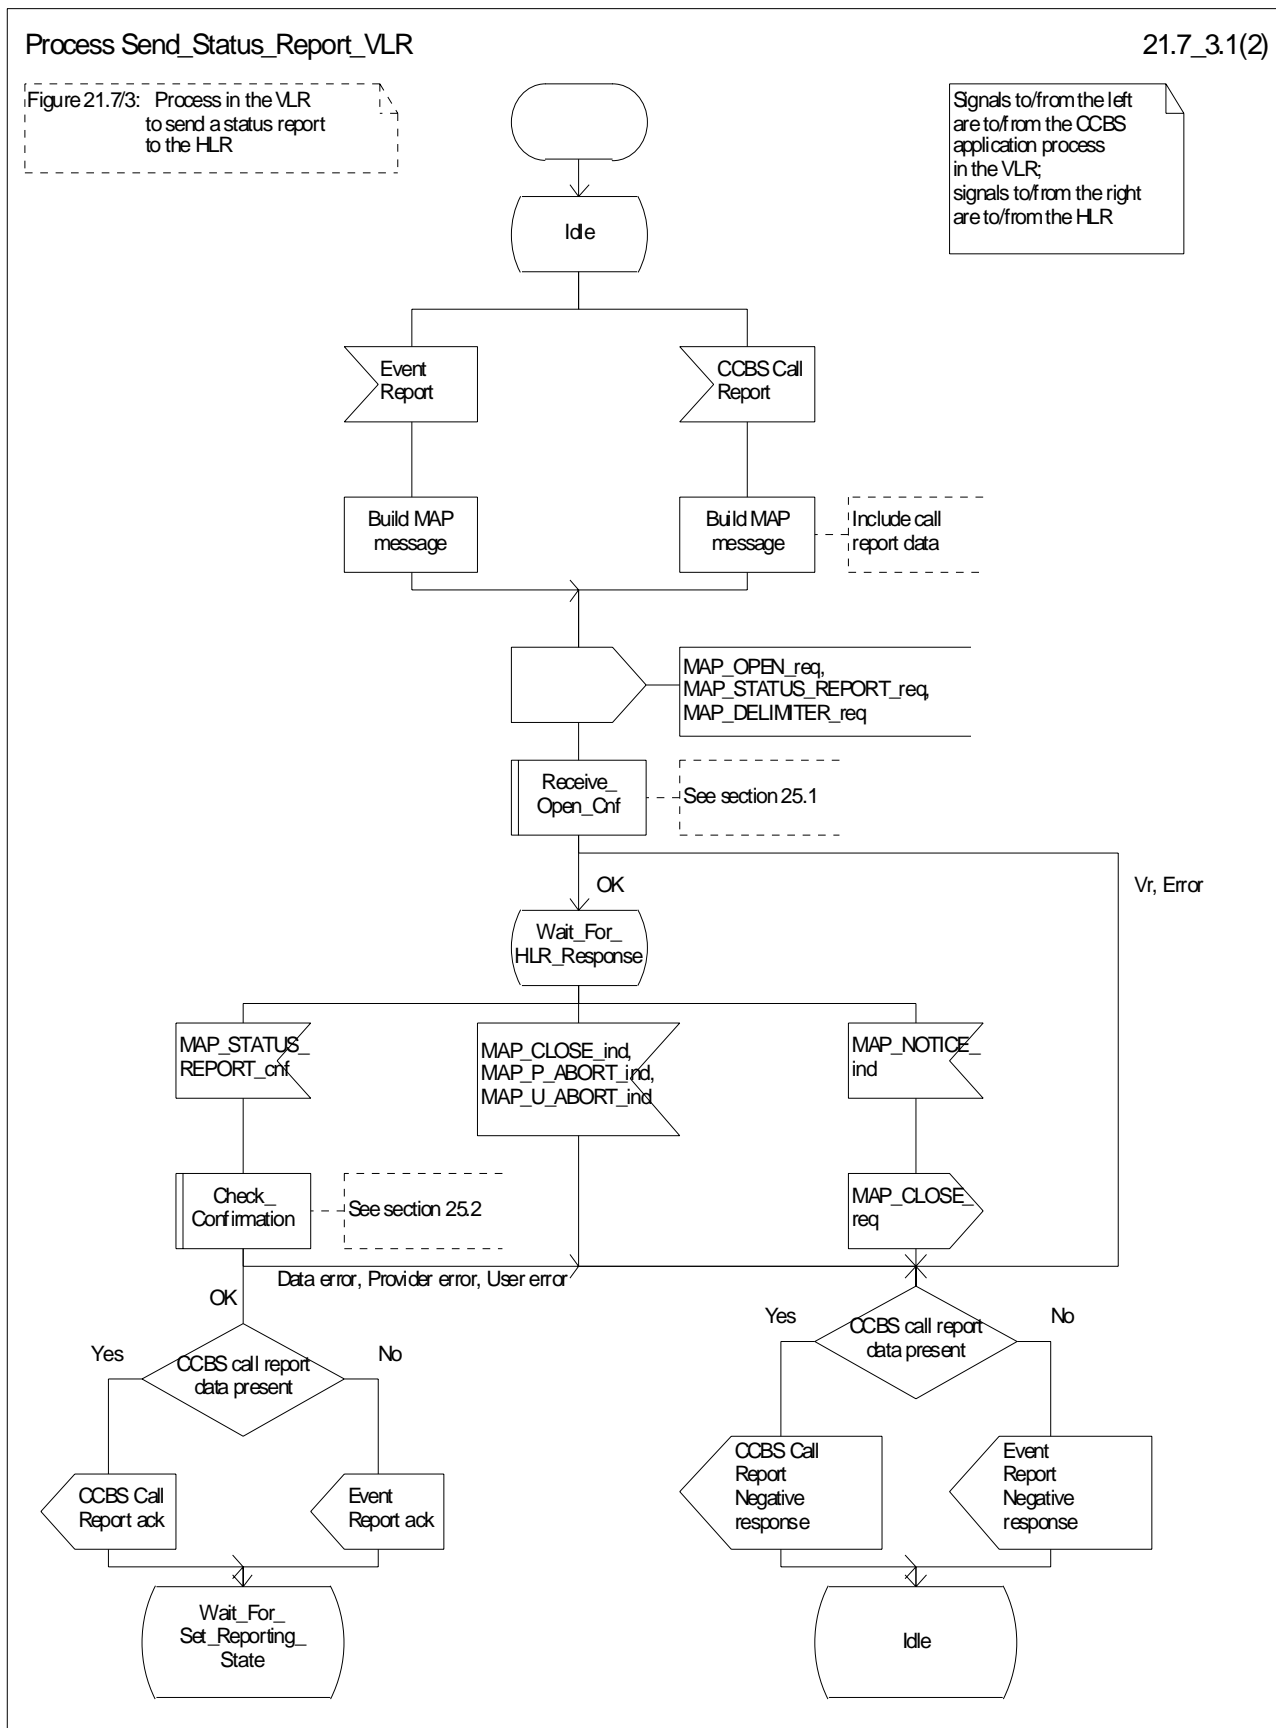 Process Send_Status_Report_VLR
21.7_3.1(2)
Figure 21.7/3: Process in the VLR
to send a status report
to the HLR
Signals to/from the left
are to/from the CCBS
application process
in the VLR;
signals to/from the right
are to/from the HLR
Idle
Event
Report
CCBS Call
Report
Build MAP
message
Build MAP
message
Include call
report data
MAP_OPEN_req,
MAP_STATUS_REPORT_req,
MAP_DELIMITER_req
Receive_
Open_Cnf
See section 25.1
OK
Vr, Error
Wait_For_
HLR_Response
MAP_STATUS_
REPORT_cnf
MAP_CLOSE_ind,
MAP_P_ABORT_ind,
MAP_U_ABORT_ind
MAP_NOTICE_
ind
Check_
Confirmation
See section 25.2
MAP_CLOSE_
req
Data error, Provider error, User error
OK
Yes
CCBS call report
data present
No
Yes
CCBS call report
data present
No
CCBS Call
Report ack
Event
Report ack
CCBS Call
Report
Negative
response
Event
Report
Negative
response
Wait_For_
Set_Reporting_
State
Idle